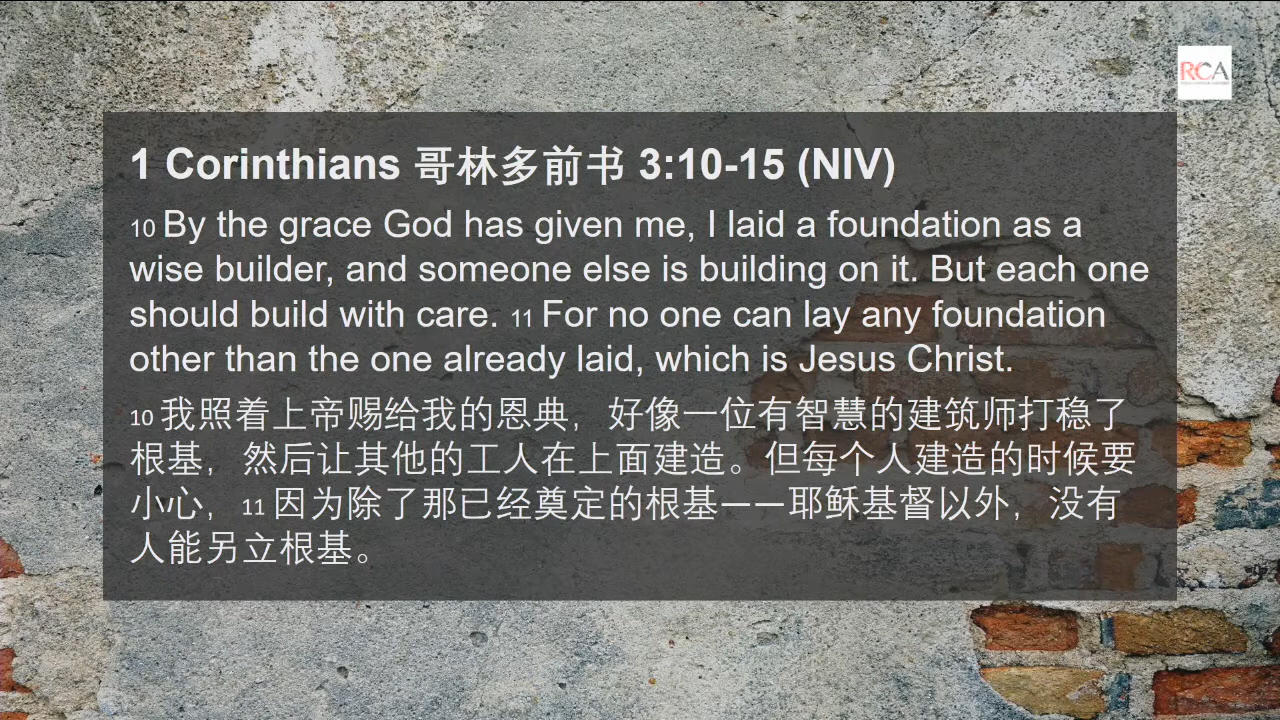 RCA
1 Corinthians 哥林多前书 3:10-15 (NIV)
10 By the grace God has given me, I laid a foundation as a
wise builder, and someone else is building on it. But each one
should build with care. 11 For no one can lay any foundation
other than the one already laid, which is Jesus Christ.
10 我照着上帝赐给我的恩典，好像一位有智慧的建筑师打稳了
根基，然后让其他的工人在上面建造。但每个人建造的时候要
小心，11 因为除了那已经奠定的根基——耶稣基督以外，没有
人能另立根基。